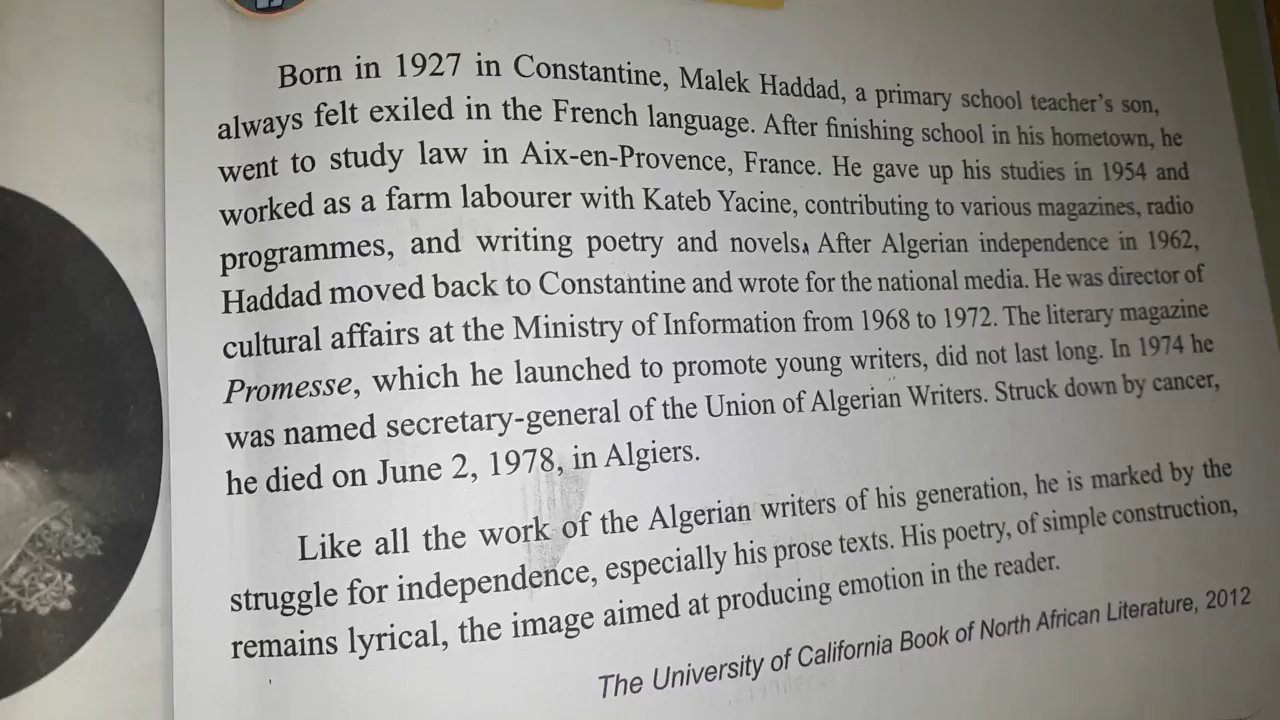 Born in 1927 in Constantine, Malek Haddad, a primary school teacher's son,
always felt exiled in the French language. After finishing school in his hometown, he
went to study law in Aix-en-Provence, France. He gave up his studies in 1954 and
worked as a farm labourer with Kateb Yacine, contributing to various magazines, radio
programmes, and writing poetry and novels. After Algerian independence in 1962,
Haddad moved back to Constantine and wrote for the national media. He was director of
cultural affairs at the Ministry of Information from 1968 to 1972. The literary magazine
Promesse, which he launched to promote young writers, did not last long. In 1974 he
was named secretary-general of the Union of Algerian Writers. Struck down by cancer,
he died on June 2, 1978, in Algiers.
Like all the work of the Algerian writers of his generation, he is marked by the
struggle for independence, especially his prose texts. His poetry, of simple construction,
remains lyrical, the image aimed at producing emotion in the reader.
The University of California Book of North African Literature, 2012